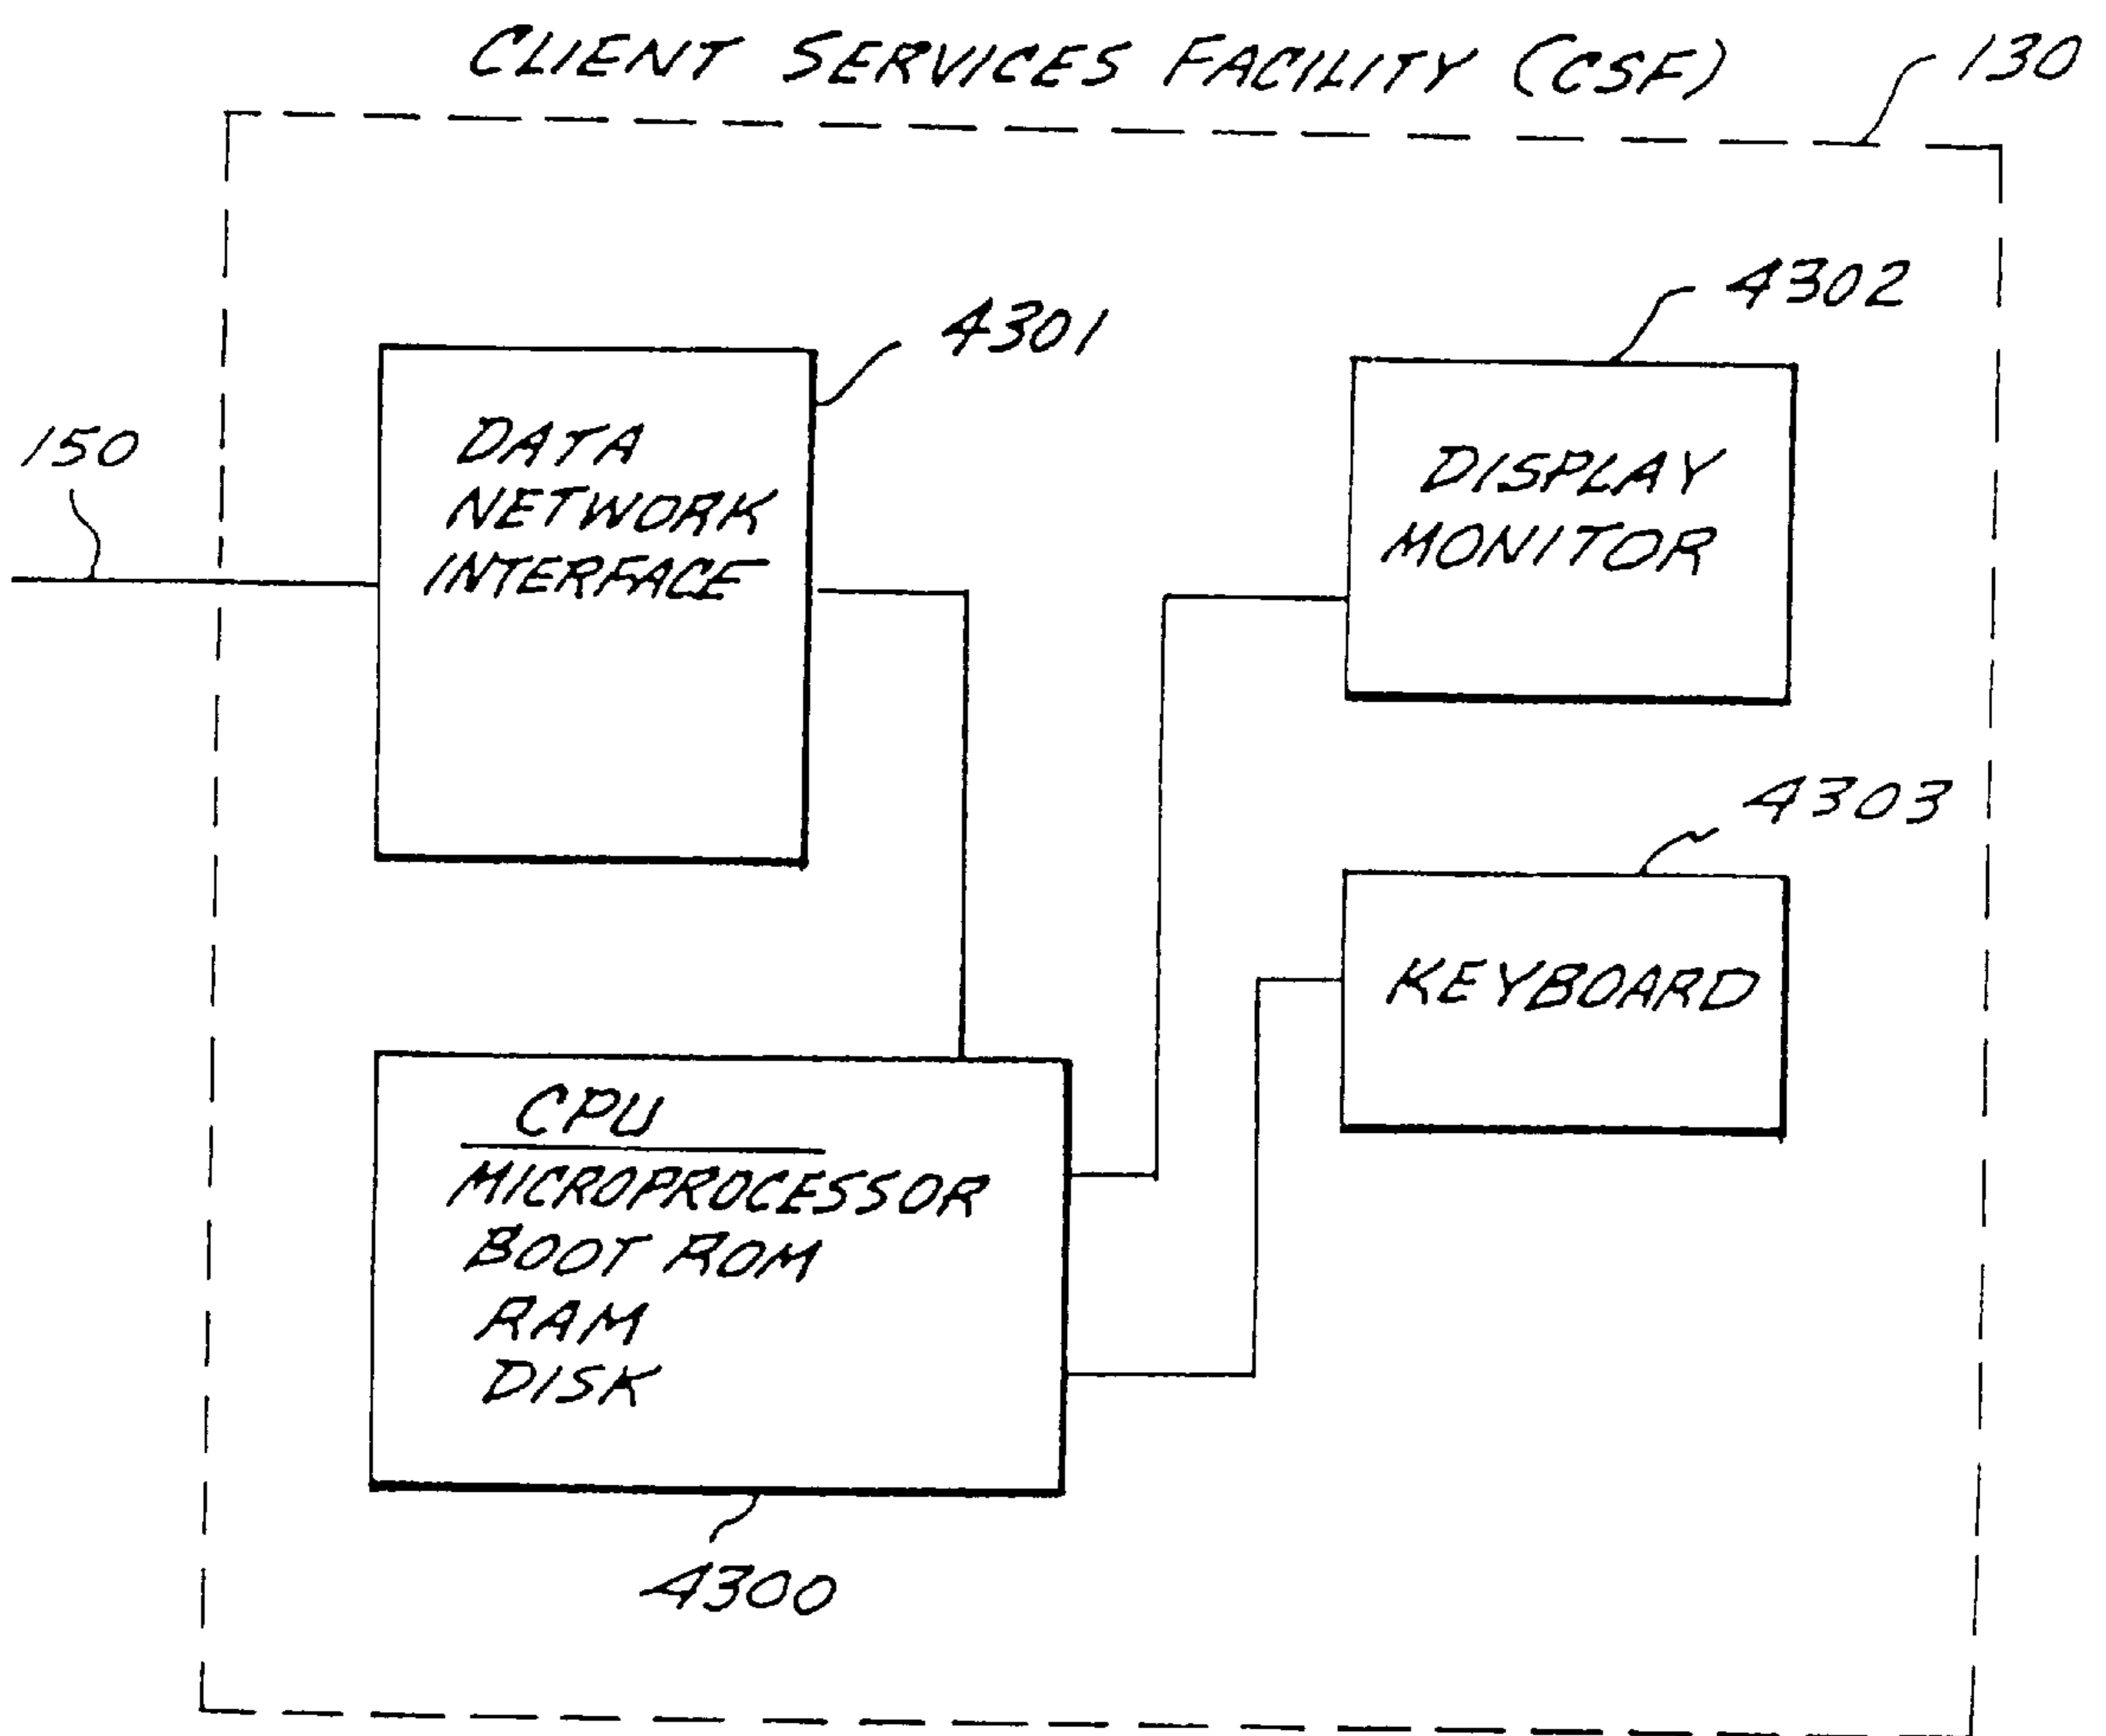 CLIENT SERVICES FACILITY (CSF)
130
4301
4302
150
DATA
NETWORK
INTERFACE
DISPLAY
MONITOR
4303
KEYBOARD
CPU
MICROPROCESSOR
BOOT ROM
RAM
DISK
4300